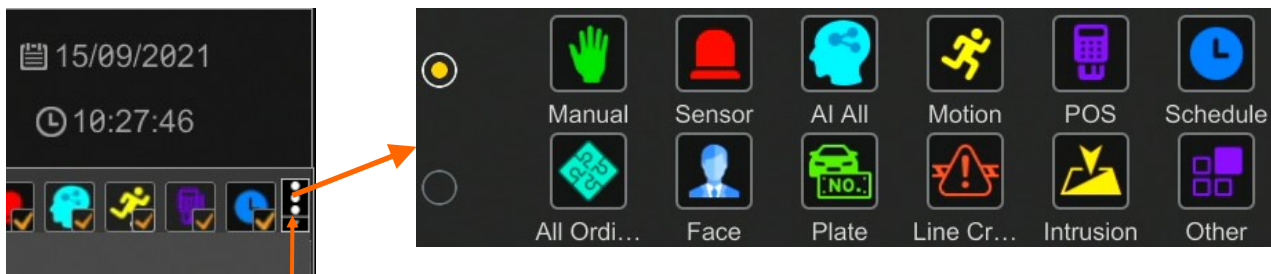 15/09/2021
10:27:46
Manual Sensor AI All Motion POS Schedule
NO.
All Ordi... Face Plate Line Cr... Intrusion Other